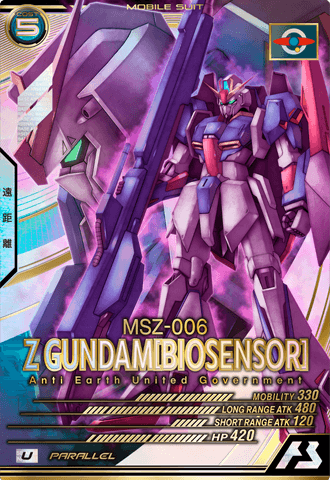 MOBILE SUIT
COST
5
遠距離
MSZ-006
Z GUNDAM[BIOSENSOR]
Anti Earth United Government
MOBILITY 330
LONG RANGE ATK 480
SHORT RANGE ATK 120
HP 420
U PARALLEL